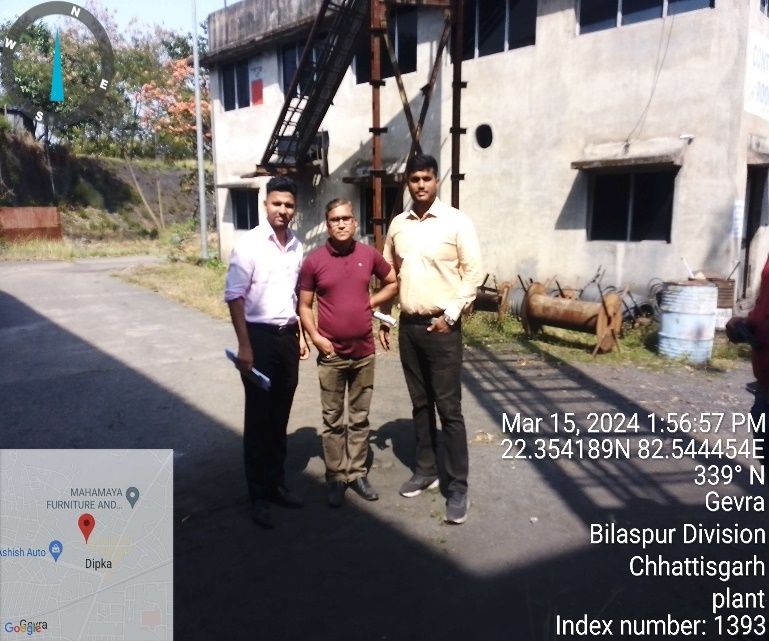 N
W
E
S
CONT
MAHAMAYA
FURNITURE AND...
Ashish Auto
Dipka
Gevra
Google
Mar 15, 2024 1:56:57 PM
22.354189N 82.544454E
339° N
Gevra
Bilaspur Division
Chhattisgarh
plant
Index number: 1393